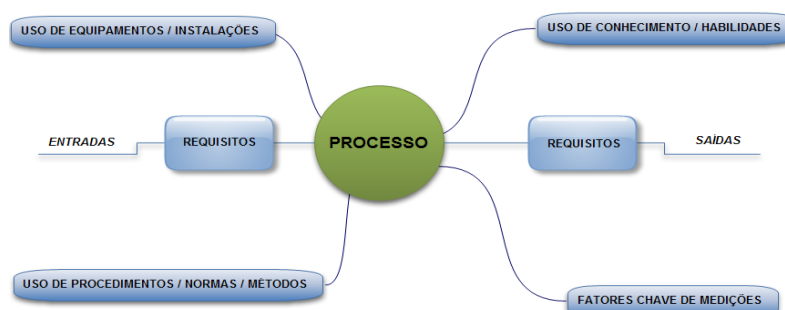 USO DE EQUIPAMENTOS / INSTALAÇÕES
USO DE CONHECIMENTO / HABILIDADES
ENTRADAS
REQUISITOS
PROCESSO
REQUISITOS
SAÍDAS
USO DE PROCEDIMENTOS / NORMAS / MÉTODOS
FATORES CHAVE DE MEDIÇÕES